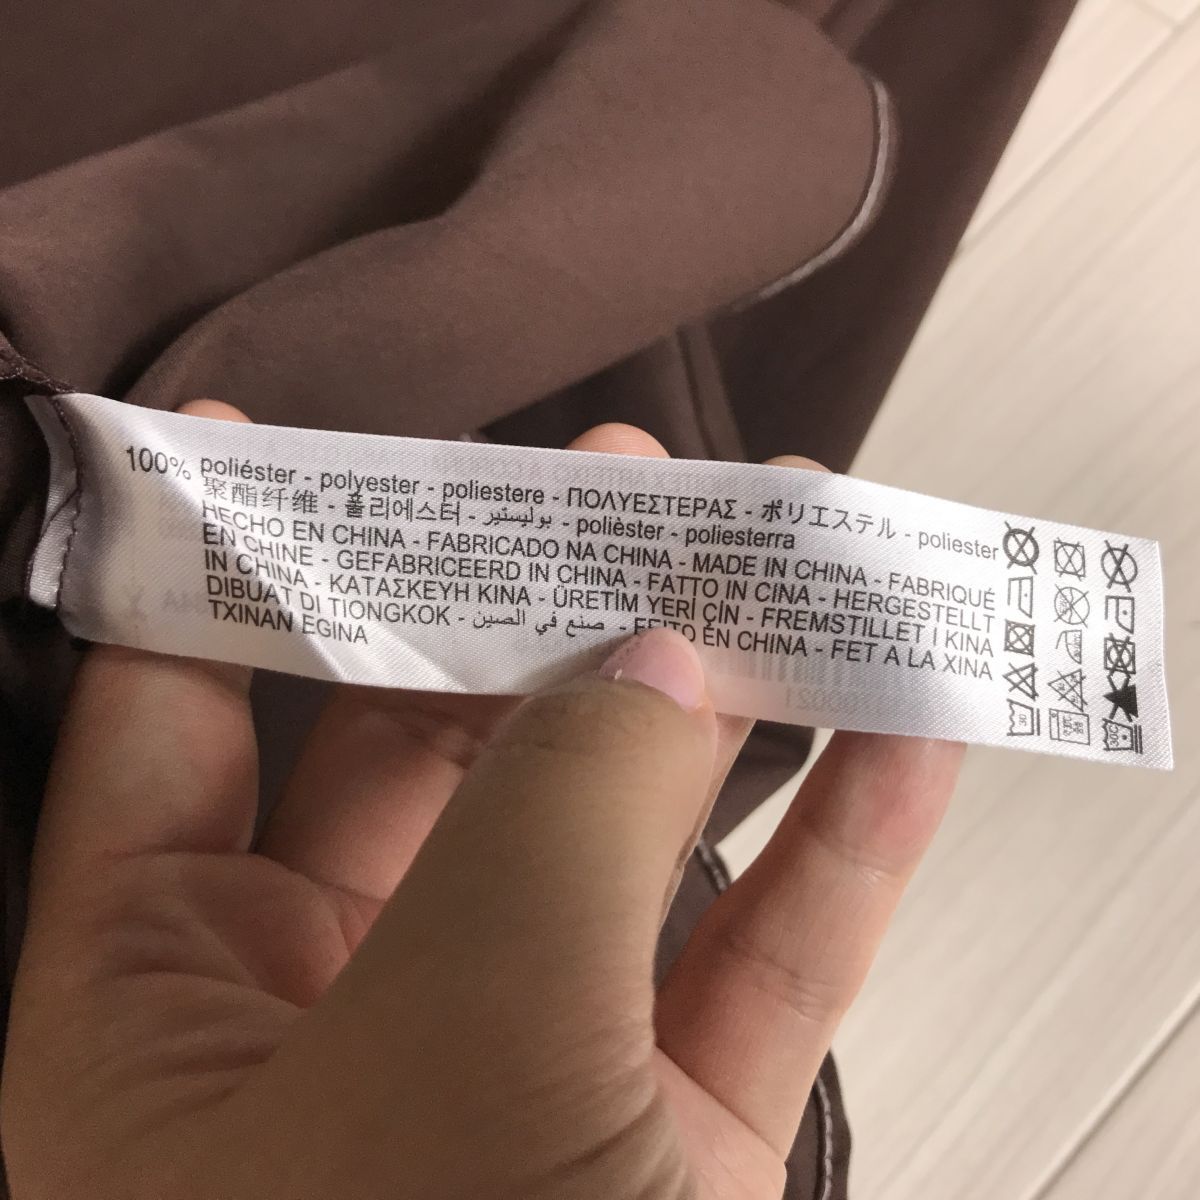 100% poliéster - polyester - poliestere - ΠΟΛΥΕΣΤΕΡΑΣ - ポリエステル - poliester
聚酯纤维 - 폴리에스터 - بوليستير - polièster - poliesterra
HECHO EN CHINA - FABRICADO NA CHINA - MADE IN CHINA - FABRIQUÉ
EN CHINE - GEFABRICEERD IN CHINA - FATTO IN CINA - HERGESTELLT
IN CHINA - ΚΑΤΑΣΚΕΥΗ ΚΙΝΑ - ÜRETİM YERİ ÇİN - FREMSTILLET I KINA
DIBUAT DI TIONGKOK - صنع في الصين - FEITO EN CHINA - FET A LA XINA
TXINAN EGINA
30
30C